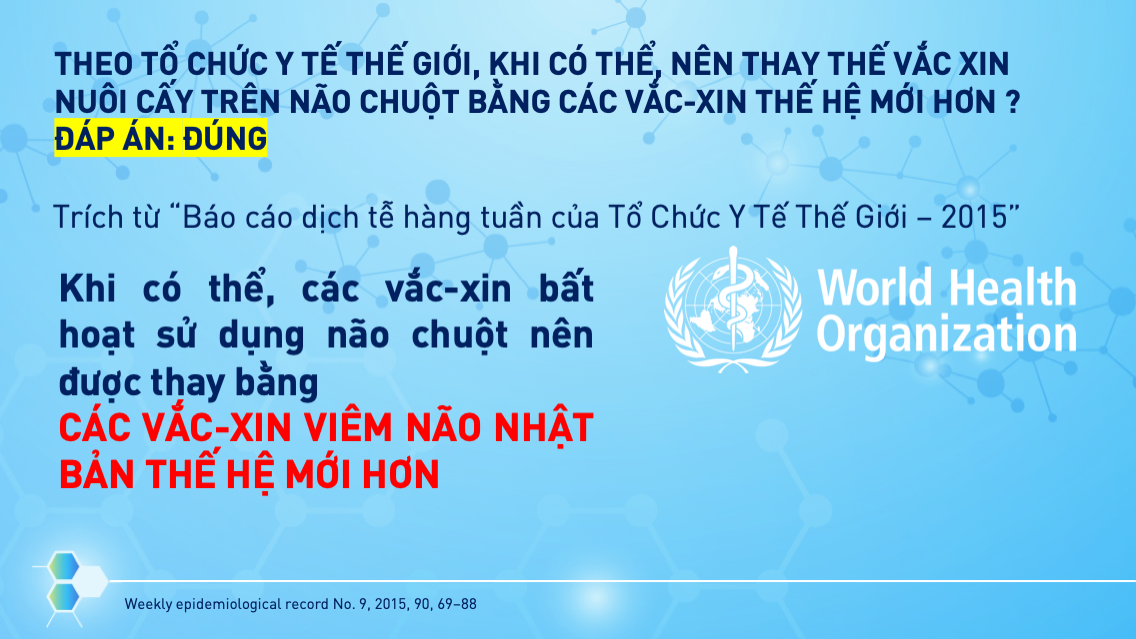 THEO TỔ CHỨC Y TẾ THẾ GIỚI, KHI CÓ THỂ, NÊN THAY THẾ VẮC XIN
NUÔI CẤY TRÊN NÃO CHUỘT BẰNG CÁC VẮC-XIN THẾ HỆ MỚI HƠN ?
ĐÁP ÁN: ĐÚNG
Trích từ “Báo cáo dịch tễ hàng tuần của Tổ Chức Y Tế Thế Giới – 2015”
Khi có thể, các vắc-xin bất
hoạt sử dụng não chuột nên
được thay bằng
CÁC VẮC-XIN VIÊM NÃO NHẬT
BẢN THẾ HỆ MỚI HƠN
World Health
Organization
Weekly epidemiological record No. 9, 2015, 90, 69–88